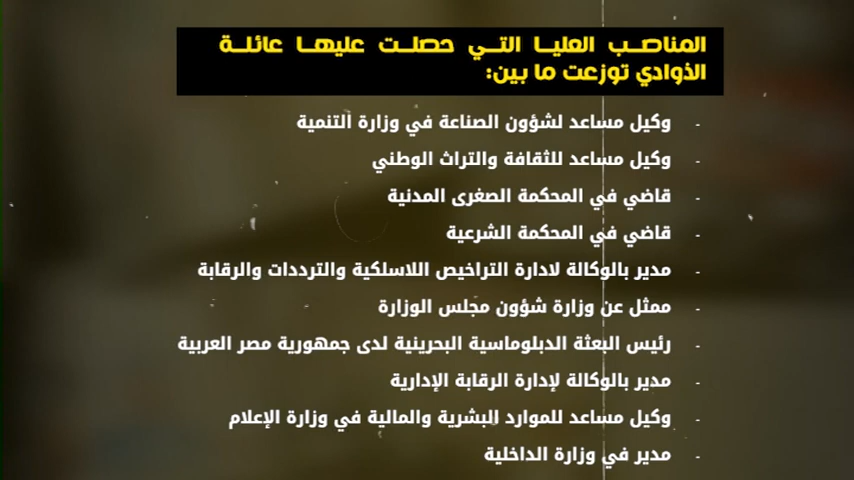 المناصب العليا التي حصلت عليها عائلة
الذوادي توزعت ما بين:
- وكيل مساعد لشؤون الصناعة في وزارة التنمية
- وكيل مساعد للثقافة والتراث الوطني
- قاضي في المحكمة الصغرى المدنية
- قاضي في المحكمة الشرعية
- مدير بالوكالة لادارة التراخيص اللاسلكية والترددات والرقابة
- ممثل عن وزارة شؤون مجلس الوزارة
- رئيس البعثة الدبلوماسية البحرينية لدى جمهورية مصر العربية
- مدير بالوكالة لإدارة الرقابة الإدارية
- وكيل مساعد للموارد البشرية والمالية في وزارة الإعلام
- مدير في وزارة الداخلية